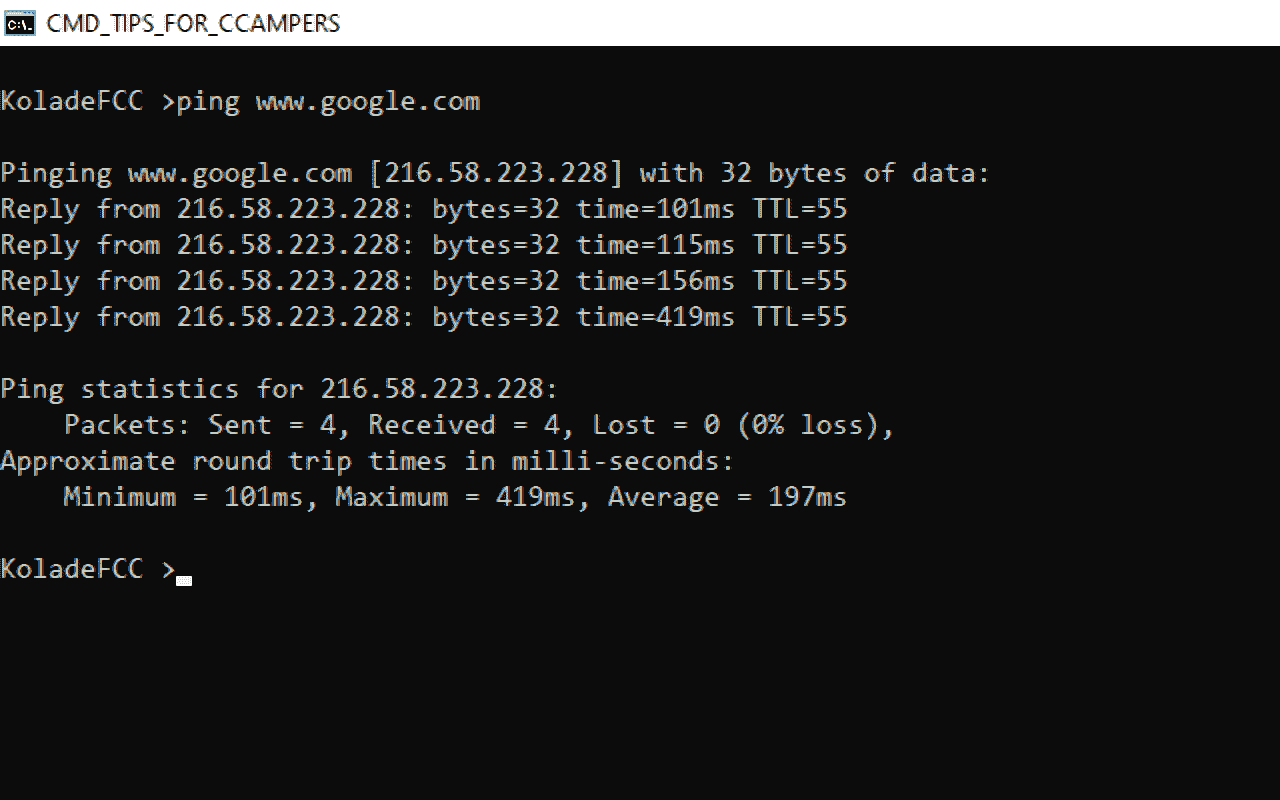 CMD_TIPS_FOR_CCAMPERS
KoladeFCC >ping www.google.com
Pinging www.google.com [216.58.223.228] with 32 bytes of data:
Reply from 216.58.223.228: bytes=32 time=101ms TTL=55
Reply from 216.58.223.228: bytes=32 time=115ms TTL=55
Reply from 216.58.223.228: bytes=32 time=156ms TTL=55
Reply from 216.58.223.228: bytes=32 time=419ms TTL=55
Ping statistics for 216.58.223.228:
    Packets: Sent = 4, Received = 4, Lost = 0 (0% loss),
Approximate round trip times in milli-seconds:
    Minimum = 101ms, Maximum = 419ms, Average = 197ms
KoladeFCC >